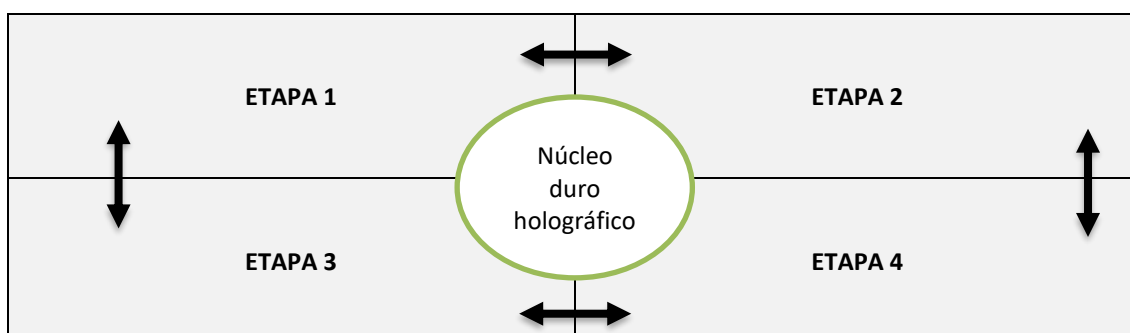 ETAPA 1
ETAPA 2
Núcleo
duro
holográfico
ETAPA 3
ETAPA 4